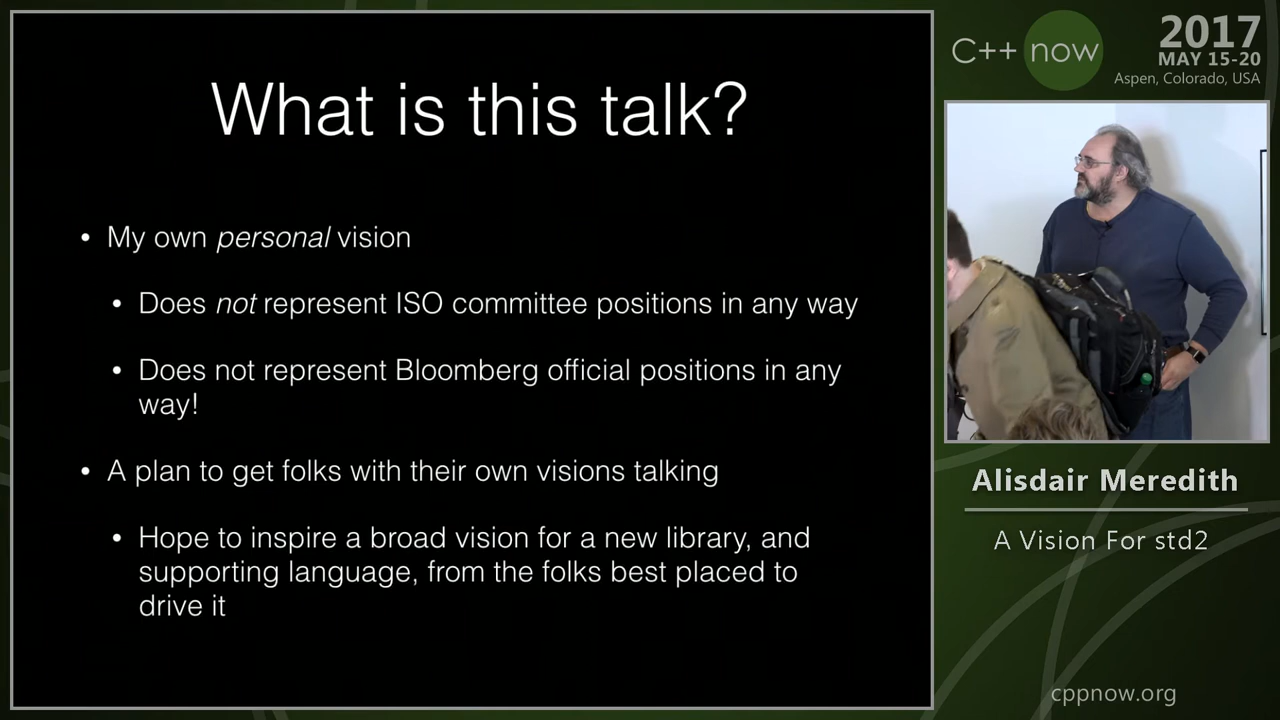 What is this talk?
• My own personal vision
• Does not represent ISO committee positions in any way
• Does not represent Bloomberg official positions in any
way!
• A plan to get folks with their own visions talking
• Hope to inspire a broad vision for a new library, and
supporting language, from the folks best placed to
drive it
C++ now
2017
MAY 15-20
Aspen, Colorado, USA
Alisdair Meredith
A Vision For std2
cppnow.org